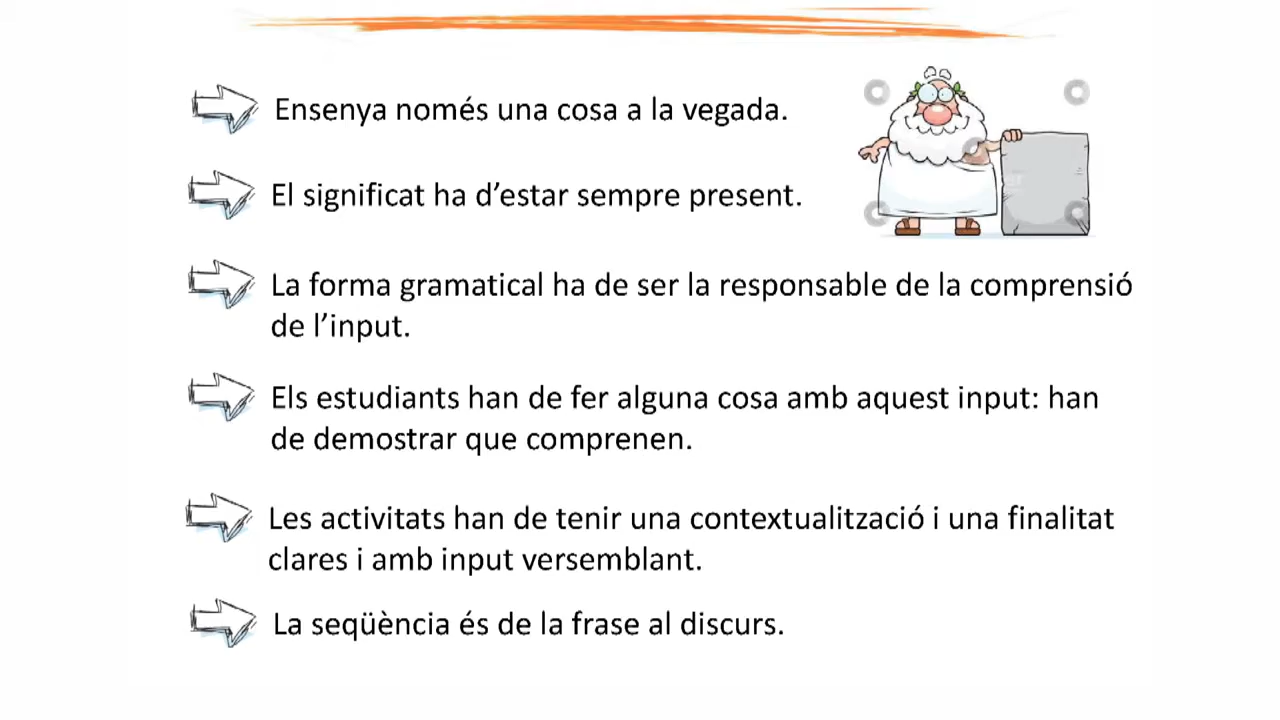 Ensenya només una cosa a la vegada.
El significat ha d’estar sempre present.
La forma gramatical ha de ser la responsable de la comprensió
de l’input.
Els estudiants han de fer alguna cosa amb aquest input: han
de demostrar que comprenen.
Les activitats han de tenir una contextualització i una finalitat
clares i amb input versemblant.
La seqüència és de la frase al discurs.